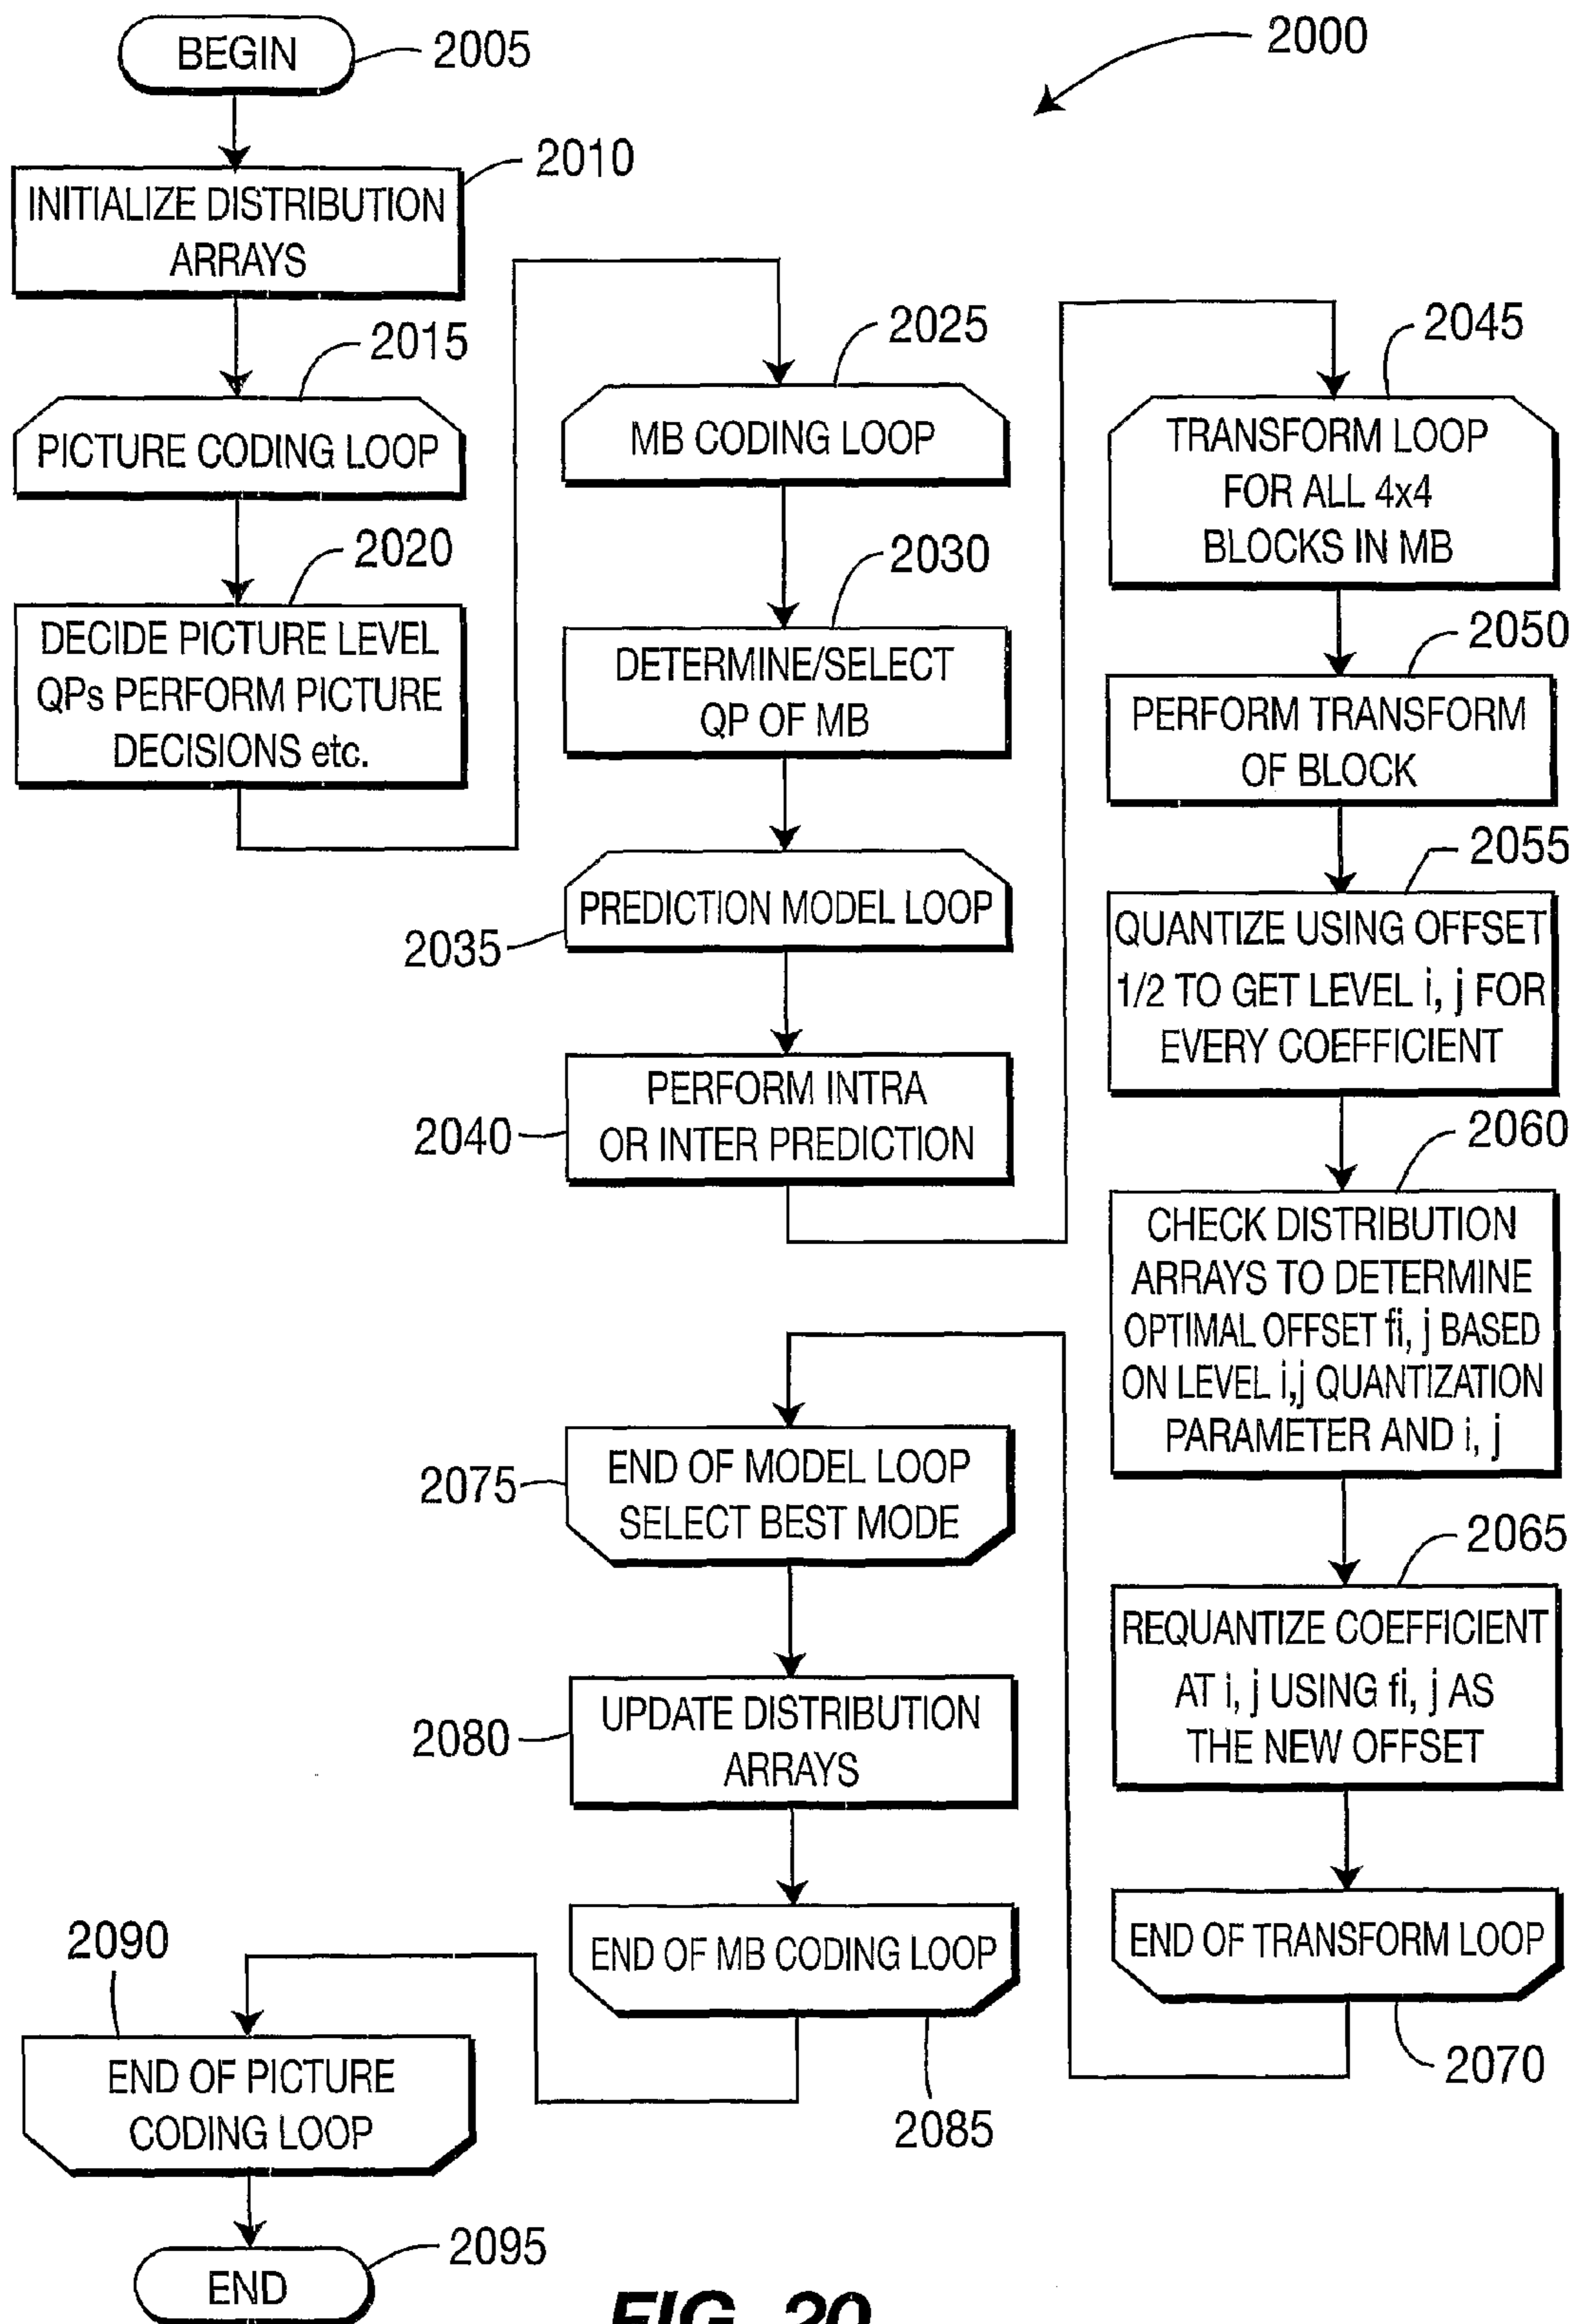 2000
BEGIN
2005
2010
INITIALIZE DISTRIBUTION
ARRAYS
2015
PICTURE CODING LOOP
2020
DECIDE PICTURE LEVEL
QPs PERFORM PICTURE
DECISIONS etc.
2025
MB CODING LOOP
2030
DETERMINE/SELECT
QP OF MB
PREDICTION MODEL LOOP
2035
PERFORM INTRA
OR INTER PREDICTION
2040
2045
TRANSFORM LOOP
FOR ALL 4x4
BLOCKS IN MB
2050
PERFORM TRANSFORM
OF BLOCK
2055
QUANTIZE USING OFFSET
1/2 TO GET LEVEL i, j FOR
EVERY COEFFICIENT
2060
CHECK DISTRIBUTION
ARRAYS TO DETERMINE
OPTIMAL OFFSET fi, j BASED
ON LEVEL i,j QUANTIZATION
PARAMETER AND i, j
2065
REQUANTIZE COEFFICIENT
AT i, j USING fi, j AS
THE NEW OFFSET
END OF TRANSFORM LOOP
2070
END OF MODEL LOOP
SELECT BEST MODE
2075
UPDATE DISTRIBUTION
ARRAYS
2080
END OF MB CODING LOOP
2085
2090
END OF PICTURE
CODING LOOP
END
2095
FIG. 20